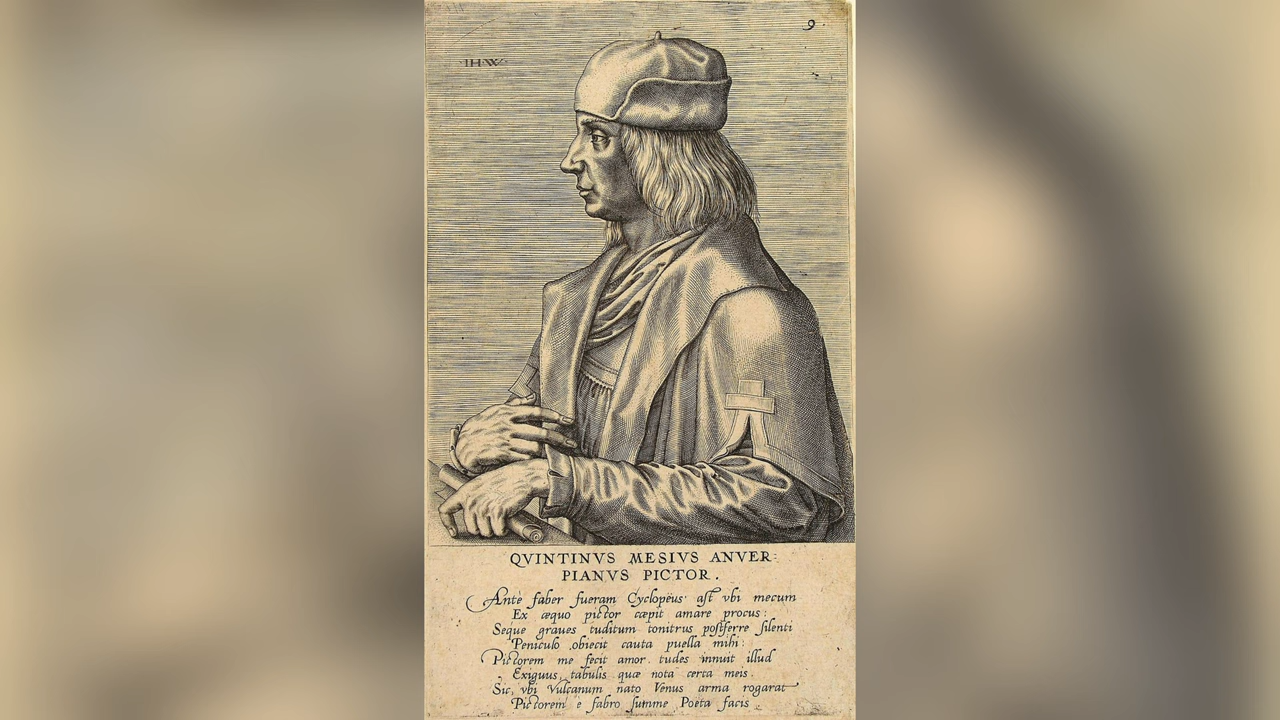 9
·IHW·
QVINTINVS MESIVS ANVER:
PIANVS PICTOR.
Ante faber fueram Cyclopeus: ast vbi mecum
Ex æquo pictor cæpit amare procus:
Seque graues tuditum tonitrus postferre silenti
Peniculo obiecit cauta puella mihi:
Pictorem me fecit amor. tudes innuit illud
Exiguus, tabulis quæ nota certa meis.
Sic, vbi Vulcanum nato Venus arma rogarat
Pictorem è fabro summe Poeta facis.